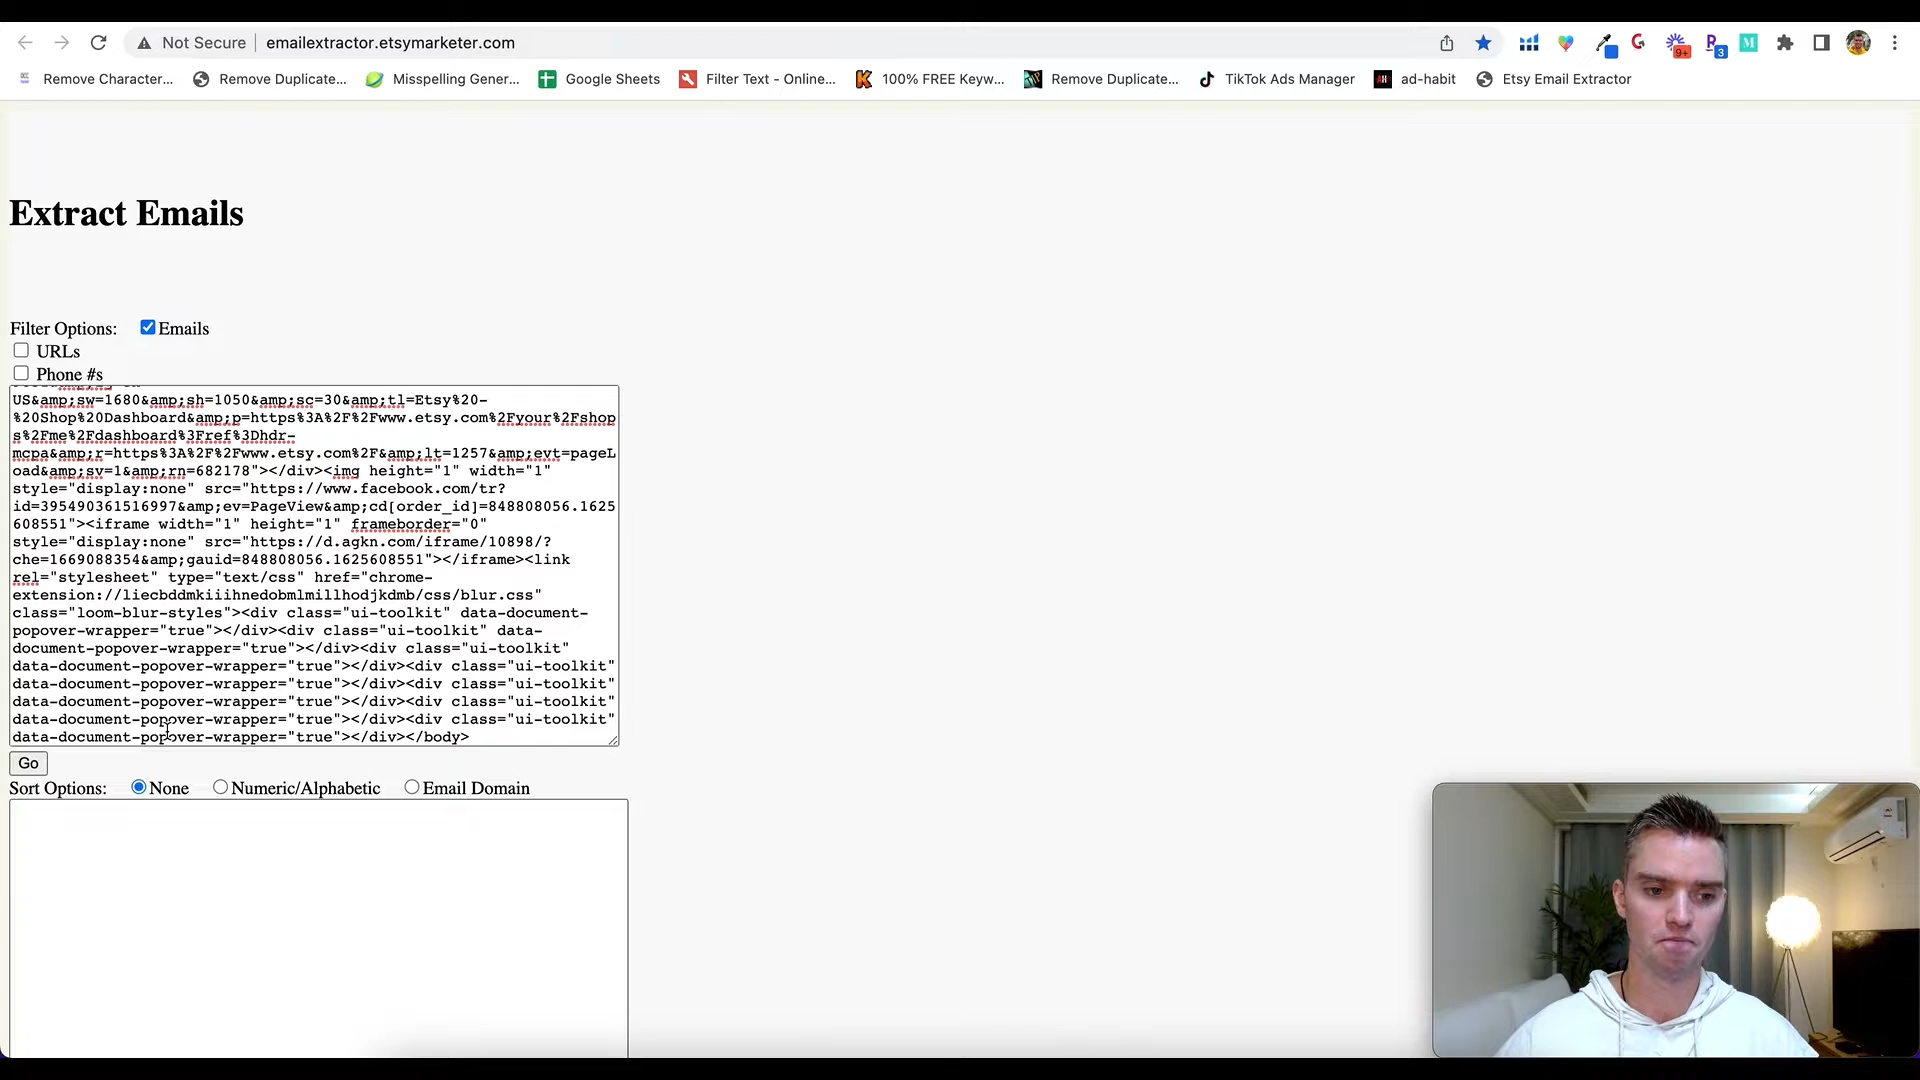 Not Secure emailextractor.etsymarketer.com
9+
3
M
Remove Character... Remove Duplicate... Misspelling Gener... Google Sheets Filter Text - Online... 100% FREE Keyw... Remove Duplicate... TikTok Ads Manager ad-habit Etsy Email Extractor
Extract Emails
Filter Options: Emails
URLs
Phone #s
US&amp;sw=1680&amp;sh=1050&amp;sc=30&amp;tl=Etsy%20-
%20Shop%20Dashboard&amp;p=https%3A%2F%2Fwww.etsy.com%2Fyour%2Fshop
s%2Fme%2Fdashboard%3Fref%3Dhdr-
mcpa&amp;r=https%3A%2F%2Fwww.etsy.com%2F&amp;lt=1257&amp;evt=pageL
oad&amp;sv=1&amp;rn=682178"></div><img height="1" width="1"
style="display:none" src="https://www.facebook.com/tr?
id=395490361516997&amp;ev=PageView&amp;cd[order_id]=848808056.1625
608551"><iframe width="1" height="1" frameborder="0"
style="display:none" src="https://d.agkn.com/iframe/10898/?
che=1669088354&amp;gauid=848808056.1625608551"></iframe><link
rel="stylesheet" type="text/css" href="chrome-
extension://liecbddmkiiihnedobmlmillhodjkdmb/css/blur.css"
class="loom-blur-styles"><div class="ui-toolkit" data-document-
popover-wrapper="true"></div><div class="ui-toolkit" data-
document-popover-wrapper="true"></div><div class="ui-toolkit"
data-document-popover-wrapper="true"></div><div class="ui-toolkit"
data-document-popover-wrapper="true"></div><div class="ui-toolkit"
data-document-popover-wrapper="true"></div><div class="ui-toolkit"
data-document-popover-wrapper="true"></div><div class="ui-toolkit"
data-document-popover-wrapper="true"></div></body>
Go
Sort Options: None Numeric/Alphabetic Email Domain